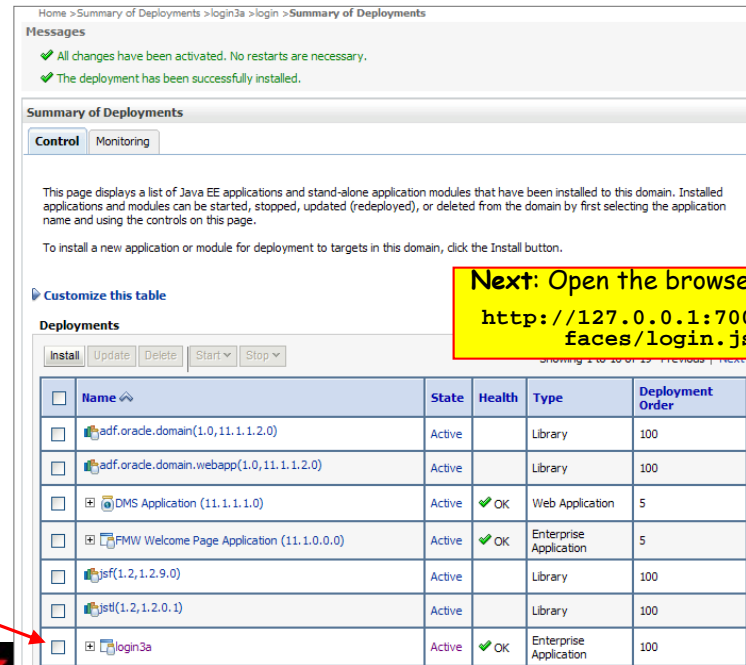 Home >Summary of Deployments >login3a >login >Summary of Deployments
Messages
All changes have been activated. No restarts are necessary.
The deployment has been successfully installed.
Summary of Deployments
Control Monitoring
This page displays a list of Java EE applications and stand-alone application modules that have been installed to this domain. Installed
applications and modules can be started, stopped, updated (redeployed), or deleted from the domain by first selecting the application
name and using the controls on this page.
To install a new application or module for deployment to targets in this domain, click the Install button.
Next: Open the browse
http://127.0.0.1:700
faces/login.js
Customize this table
Deployments
Install Update Delete Start Stop
Name State Health Type Deployment Order
adf.oracle.domain(1.0,11.1.1.2.0) Active Library 100
adf.oracle.domain.webapp(1.0,11.1.1.2.0) Active Library 100
DMS Application (11.1.1.1.0) Active OK Web Application 5
FMW Welcome Page Application (11.1.0.0.0) Active OK Enterprise Application 5
jsf(1.2,1.2.9.0) Active Library 100
jstl(1.2,1.2.0.1) Active Library 100
login3a Active OK Enterprise Application 100